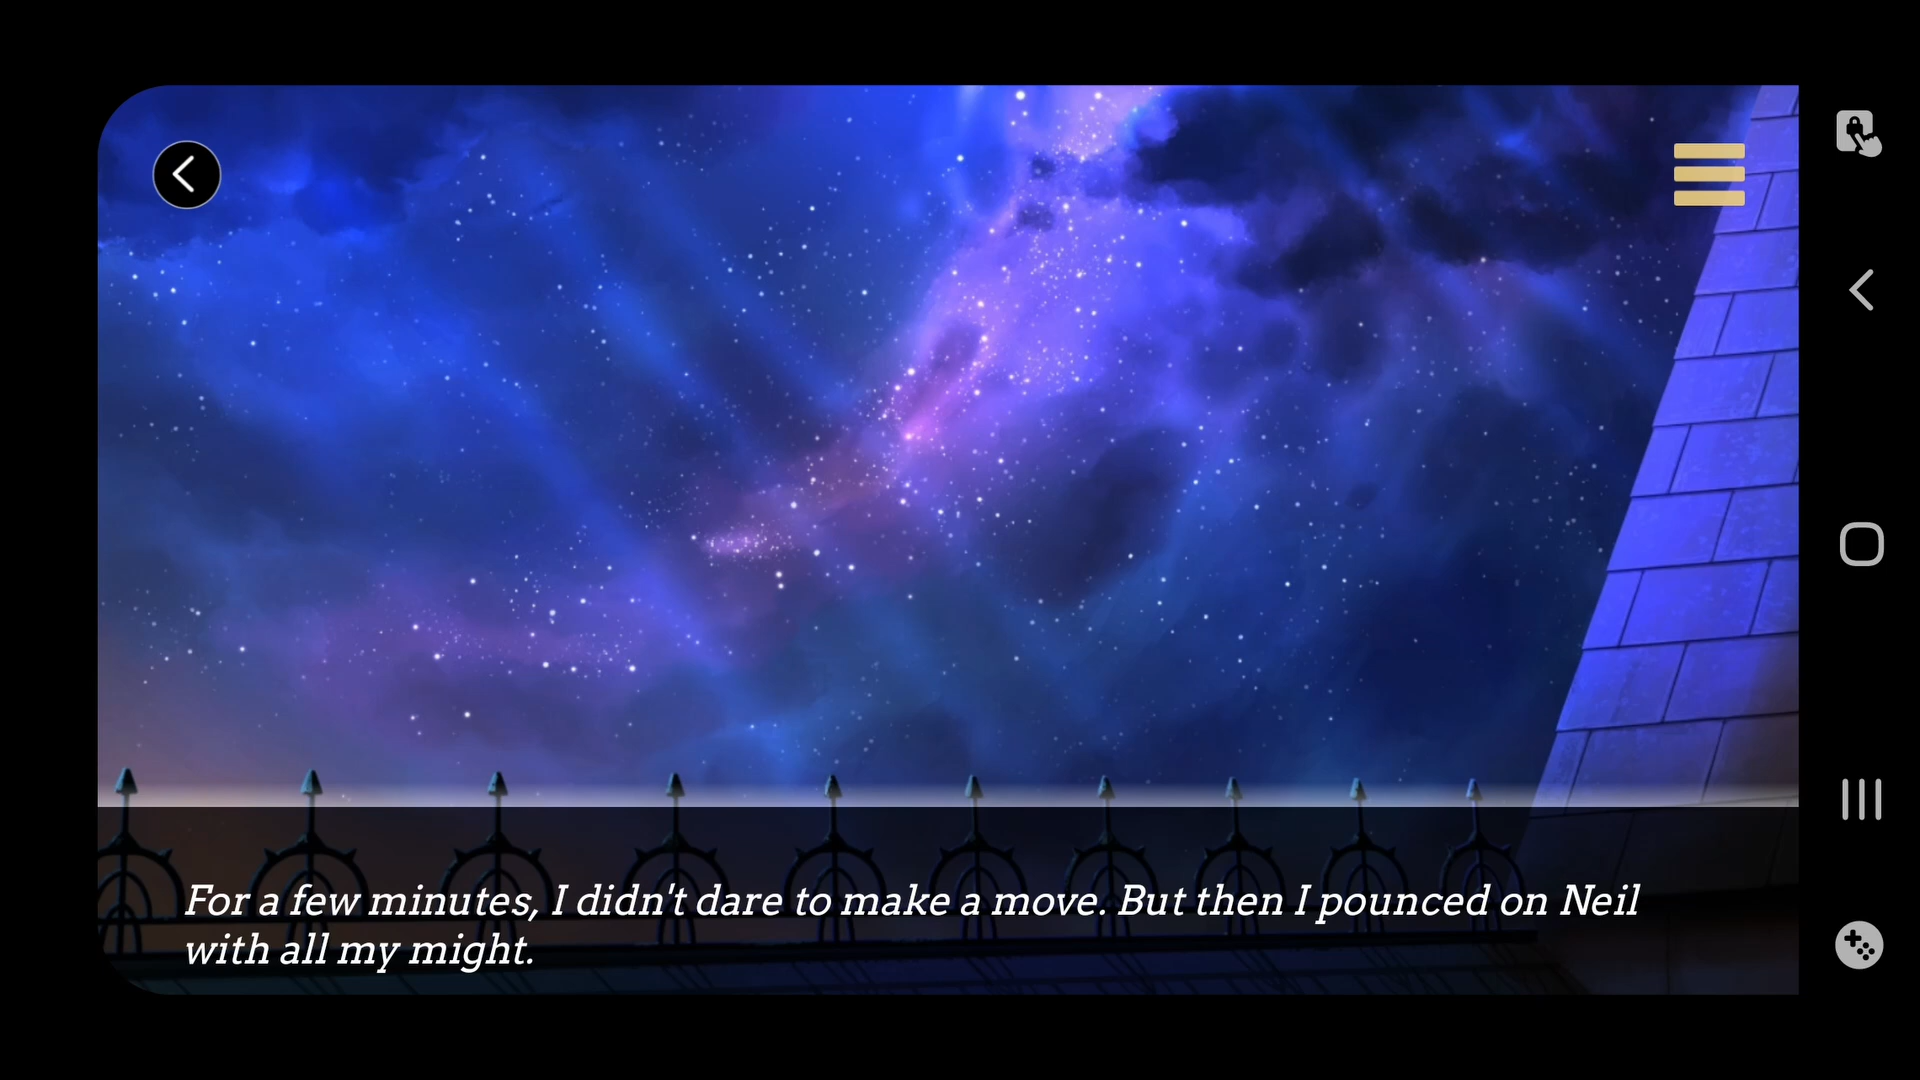 For a few minutes, I didn't dare to make a move. But then I pounced on Neil
with all my might.